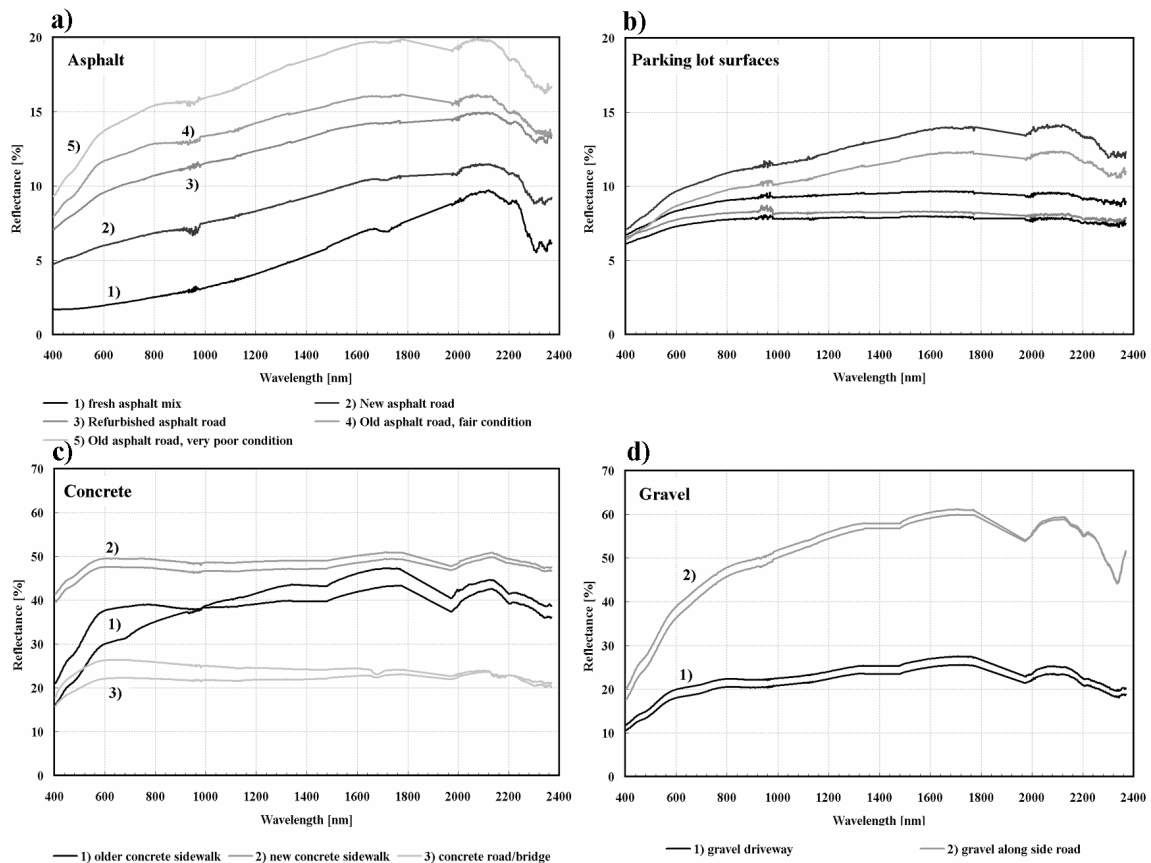 a)
Asphalt
Reflectance [%]
20
15
10
5
0
5)
4)
3)
2)
1)
400 600 800 1000 1200 1400 1600 1800 2000 2200 2400
Wavelength [nm]
1) fresh asphalt mix 2) New asphalt road
3) Refurbished asphalt road 4) Old asphalt road, fair condition
5) Old asphalt road, very poor condition
b)
Parking lot surfaces
Reflectance [%]
20
15
10
5
0
400 600 800 1000 1200 1400 1600 1800 2000 2200 2400
Wavelength [nm]
c)
Concrete
Reflectance [%]
70
60
50
40
30
20
10
0
2)
1)
3)
400 600 800 1000 1200 1400 1600 1800 2000 2200 2400
Wavelength [nm]
1) older concrete sidewalk 2) new concrete sidewalk 3) concrete road/bridge
d)
Gravel
Reflectance [%]
70
60
50
40
30
20
10
0
2)
1)
400 600 800 1000 1200 1400 1600 1800 2000 2200 2400
Wavelength [nm]
1) gravel driveway 2) gravel along side road